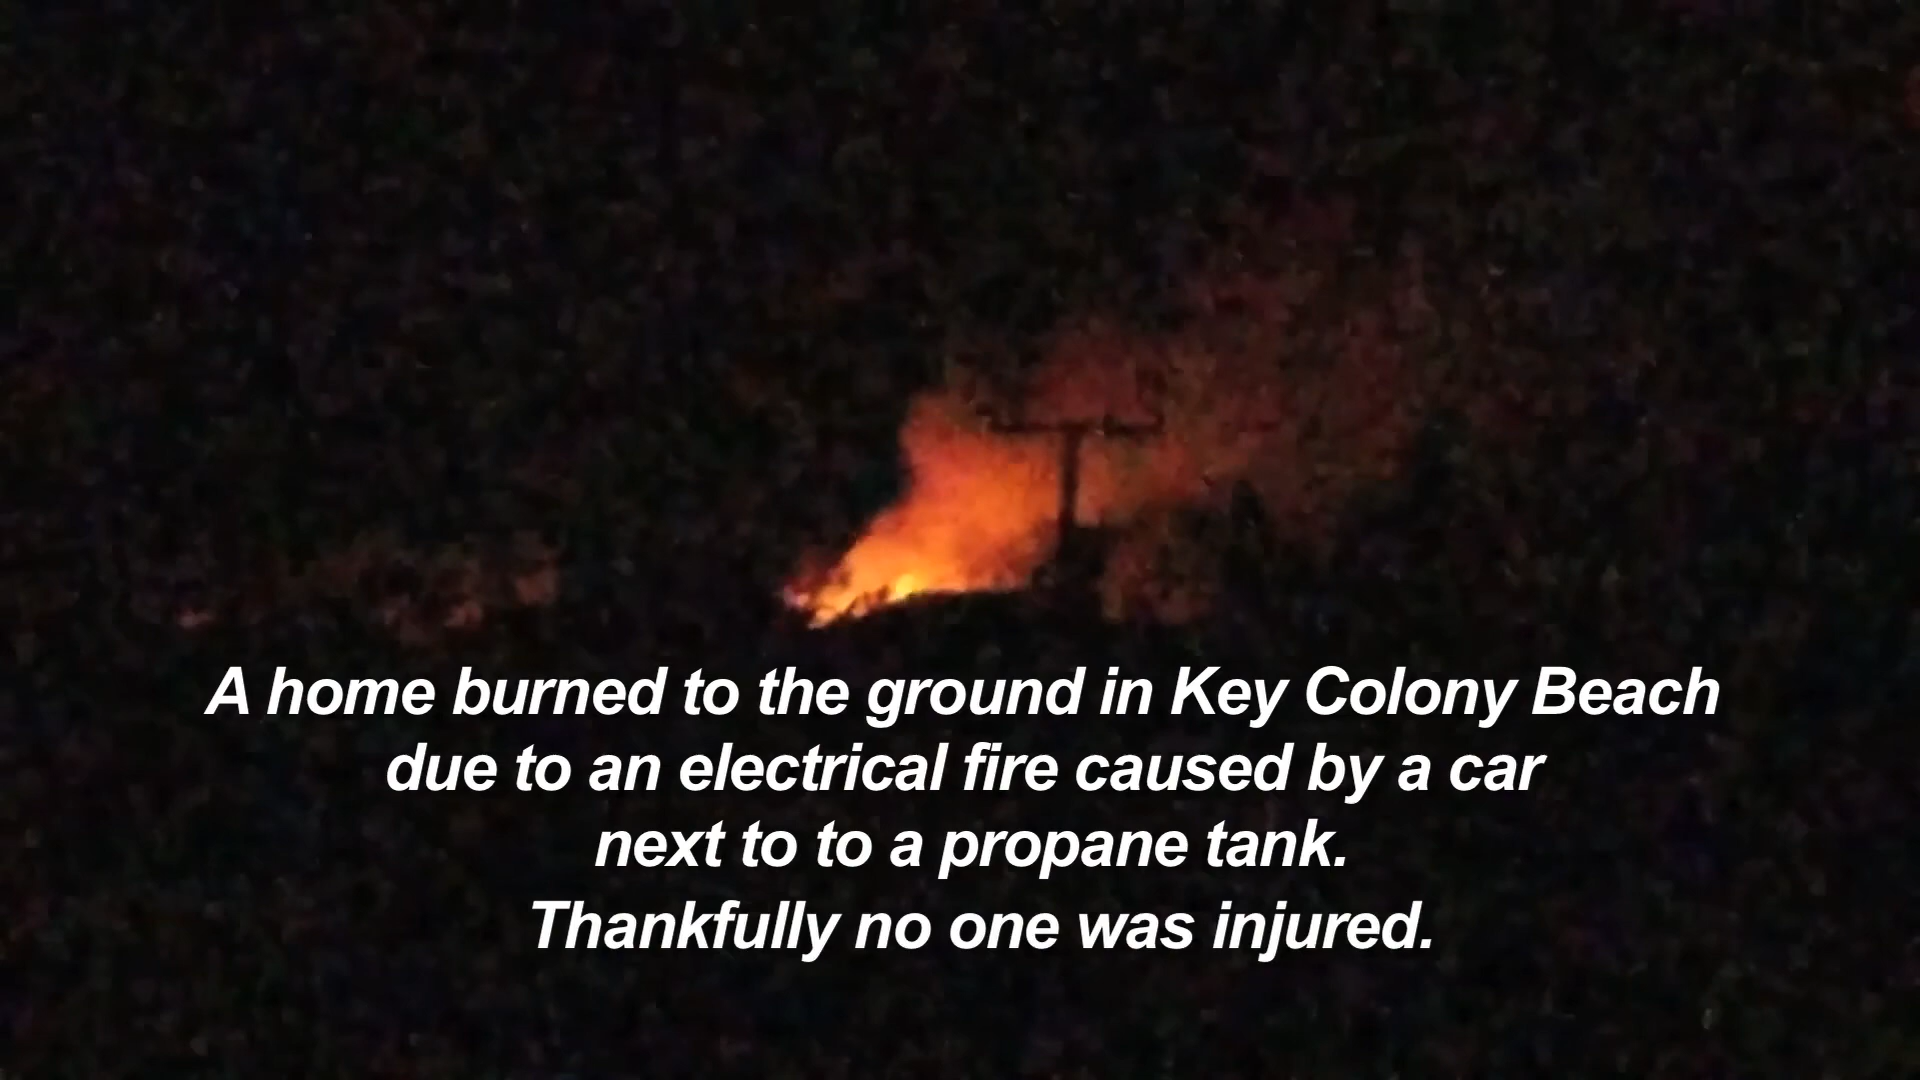 A home burned to the ground in Key Colony Beach
due to an electrical fire caused by a car
next to to a propane tank.
Thankfully no one was injured.